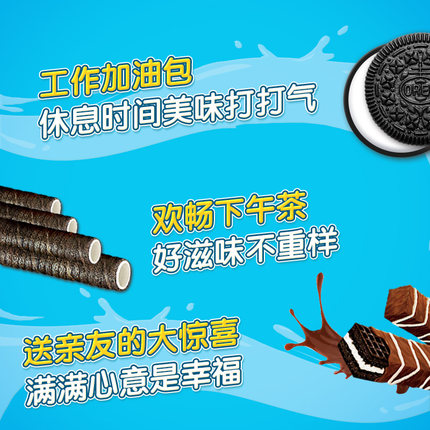 工作加油包
休息时间美味打打气
OREO
欢畅下午茶
好滋味不重样
送亲友的大惊喜
满满心意是幸福